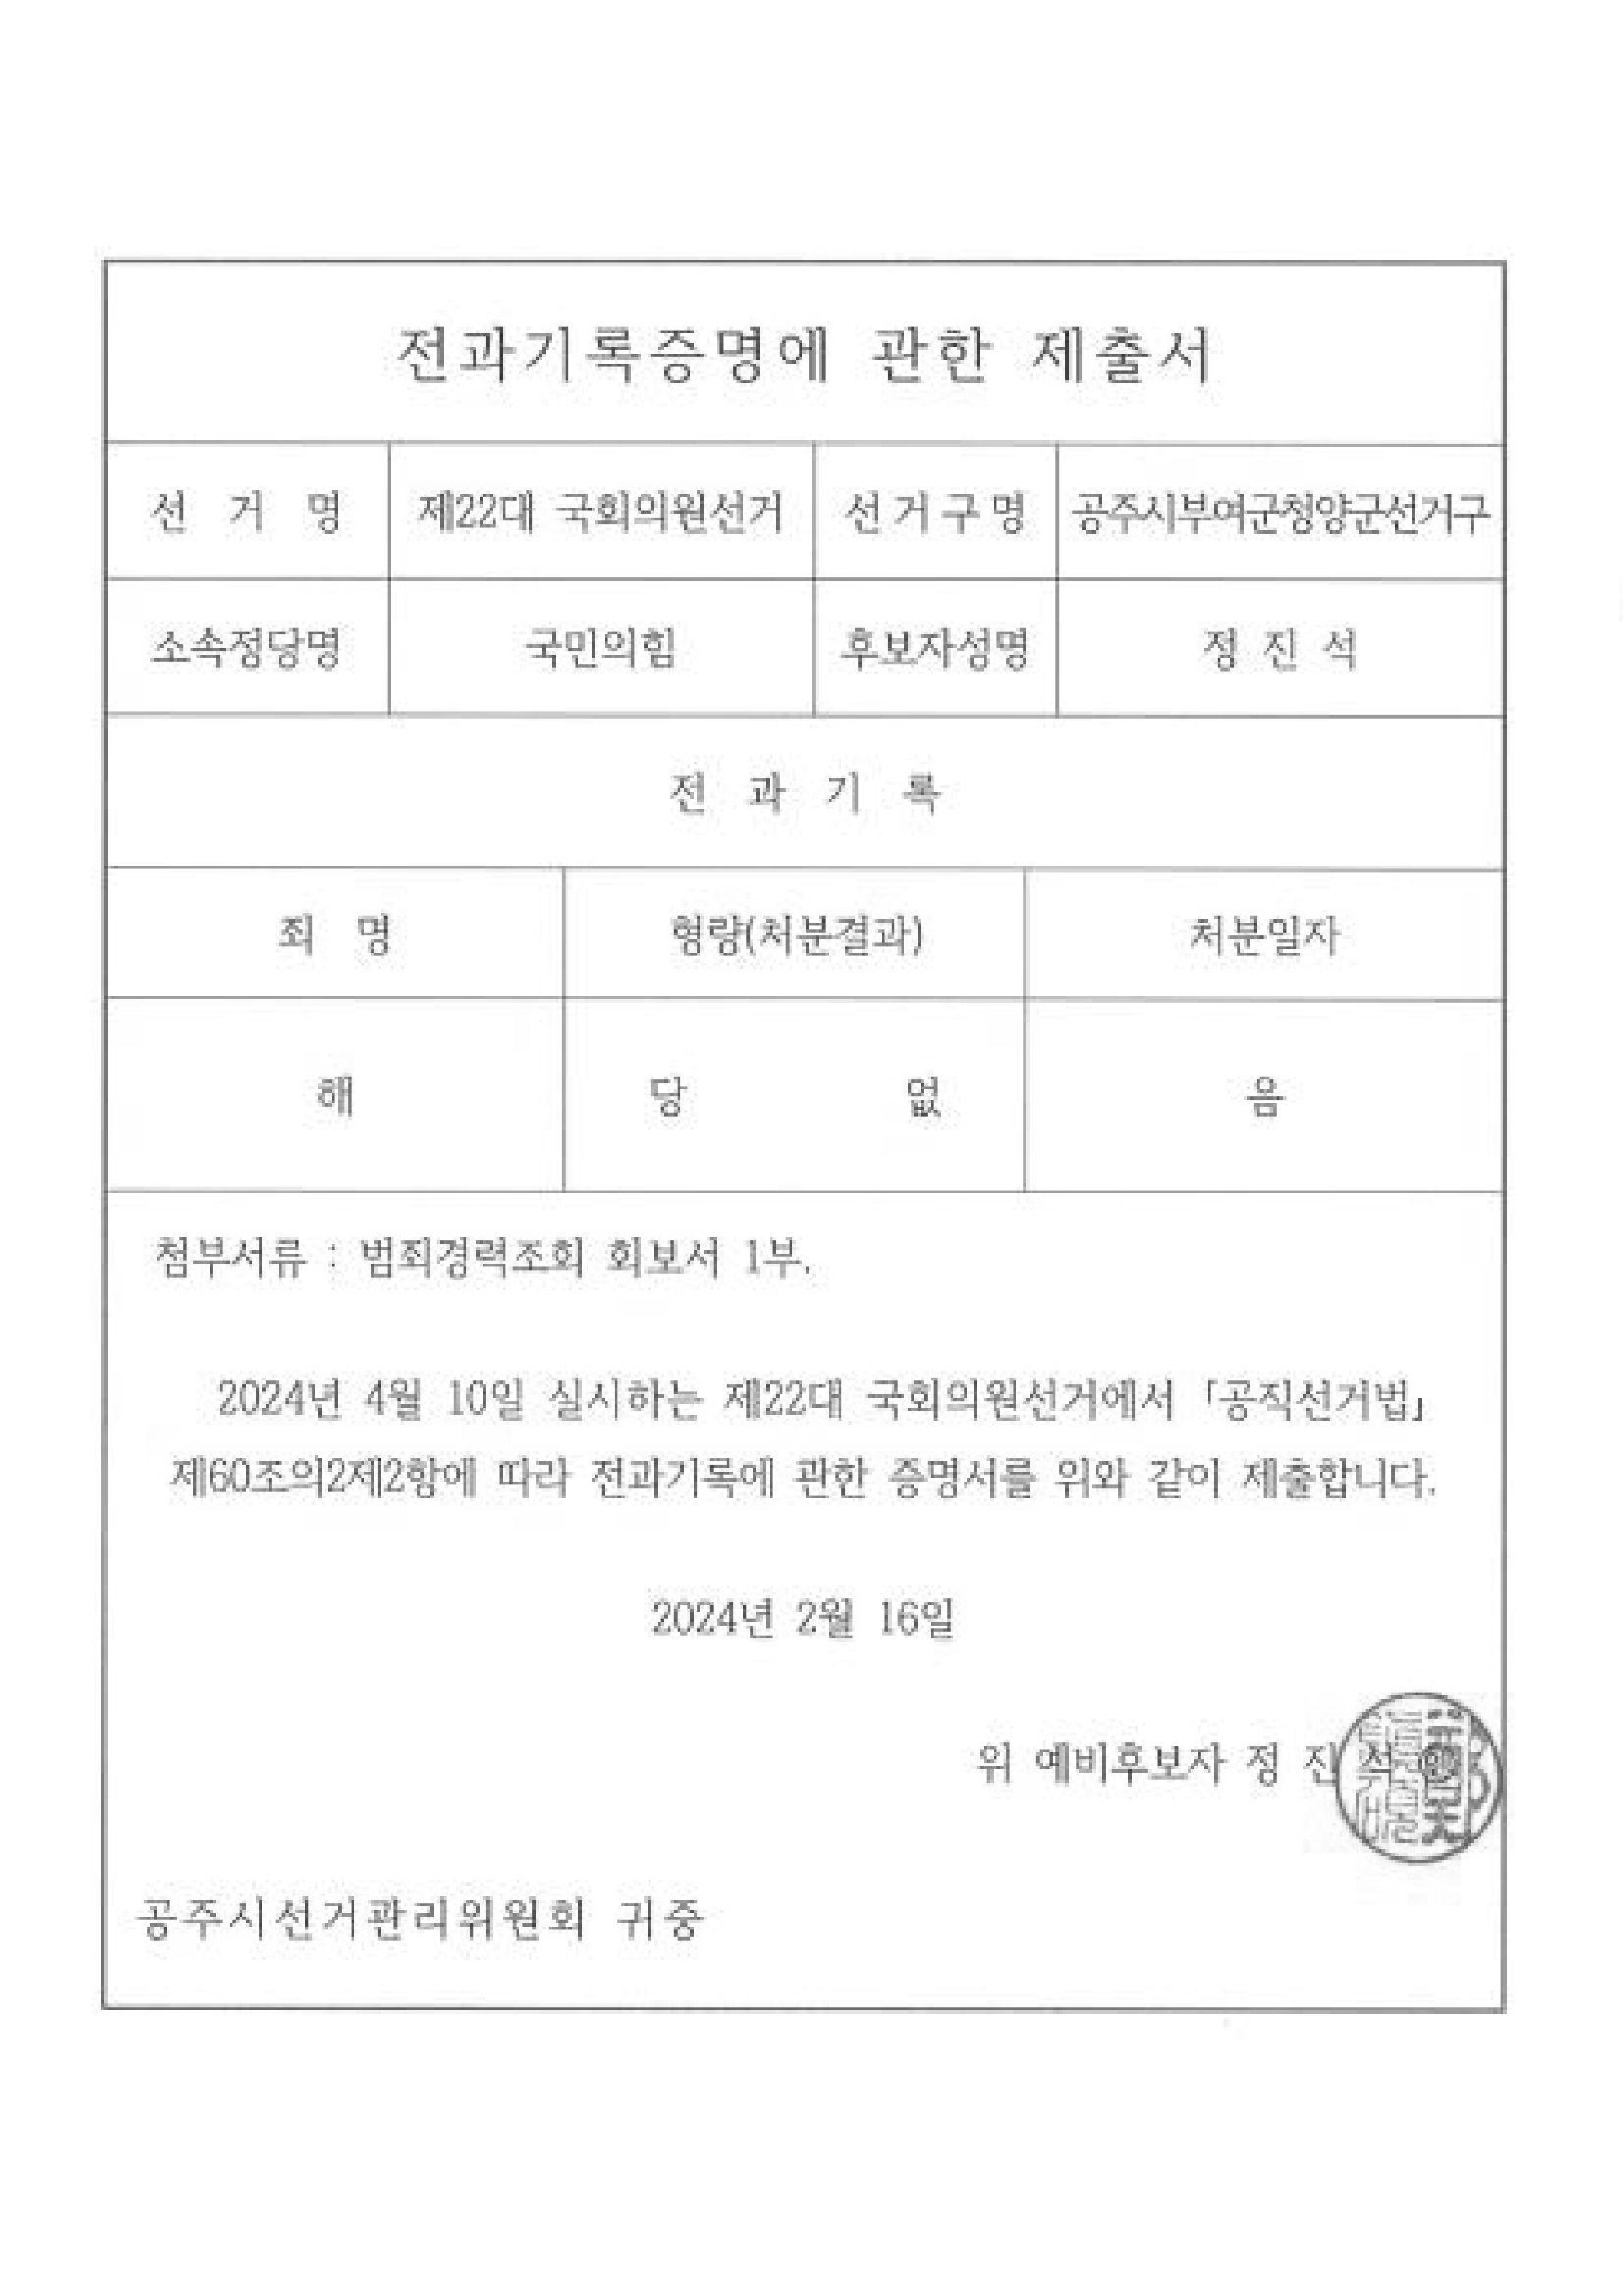 전과기록증명에 관한 제출서
선 거 명 제22대 국회의원선거 선거구명 공주시부여군청양군선거구
소속정당명 국민의힘 후보자성명 정 진 석
전 과 기 록
죄 명 형량(처분결과) 처분일자
해 당 없 음
첨부서류 : 범죄경력조회 회보서 1부.
2024년 4월 10일 실시하는 제22대 국회의원선거에서 「공직선거법」
제60조의2제2항에 따라 전과기록에 관한 증명서를 위와 같이 제출합니다.
2024년 2월 16일
위 예비후보자 정 진 석
공주시선거관리위원회 귀중